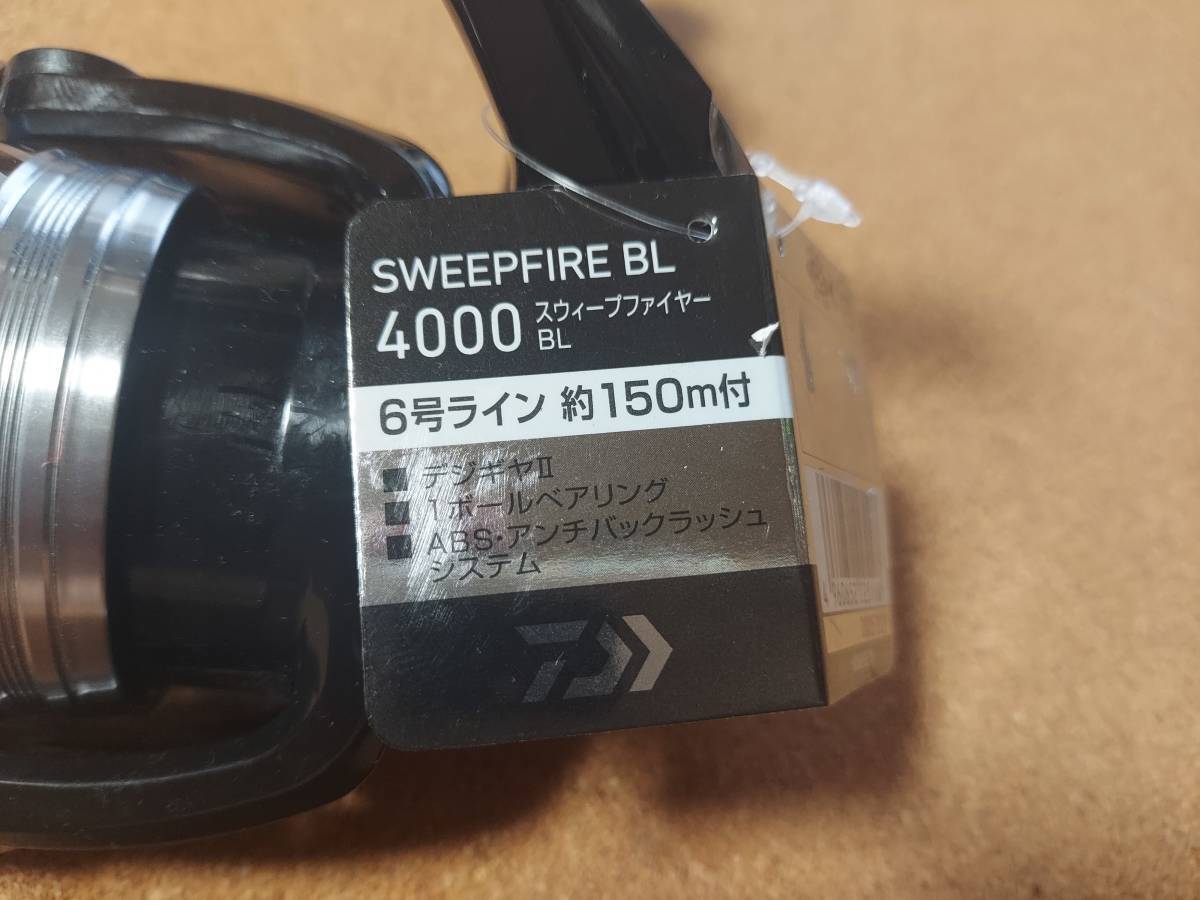 SWEEPFIRE BL
4000 スウィープファイヤー
BL
6号ライン 約150m付
■ デジギヤⅡ
■ 1ボールベアリング
■ ABS・アンチバックラッシュ
システム